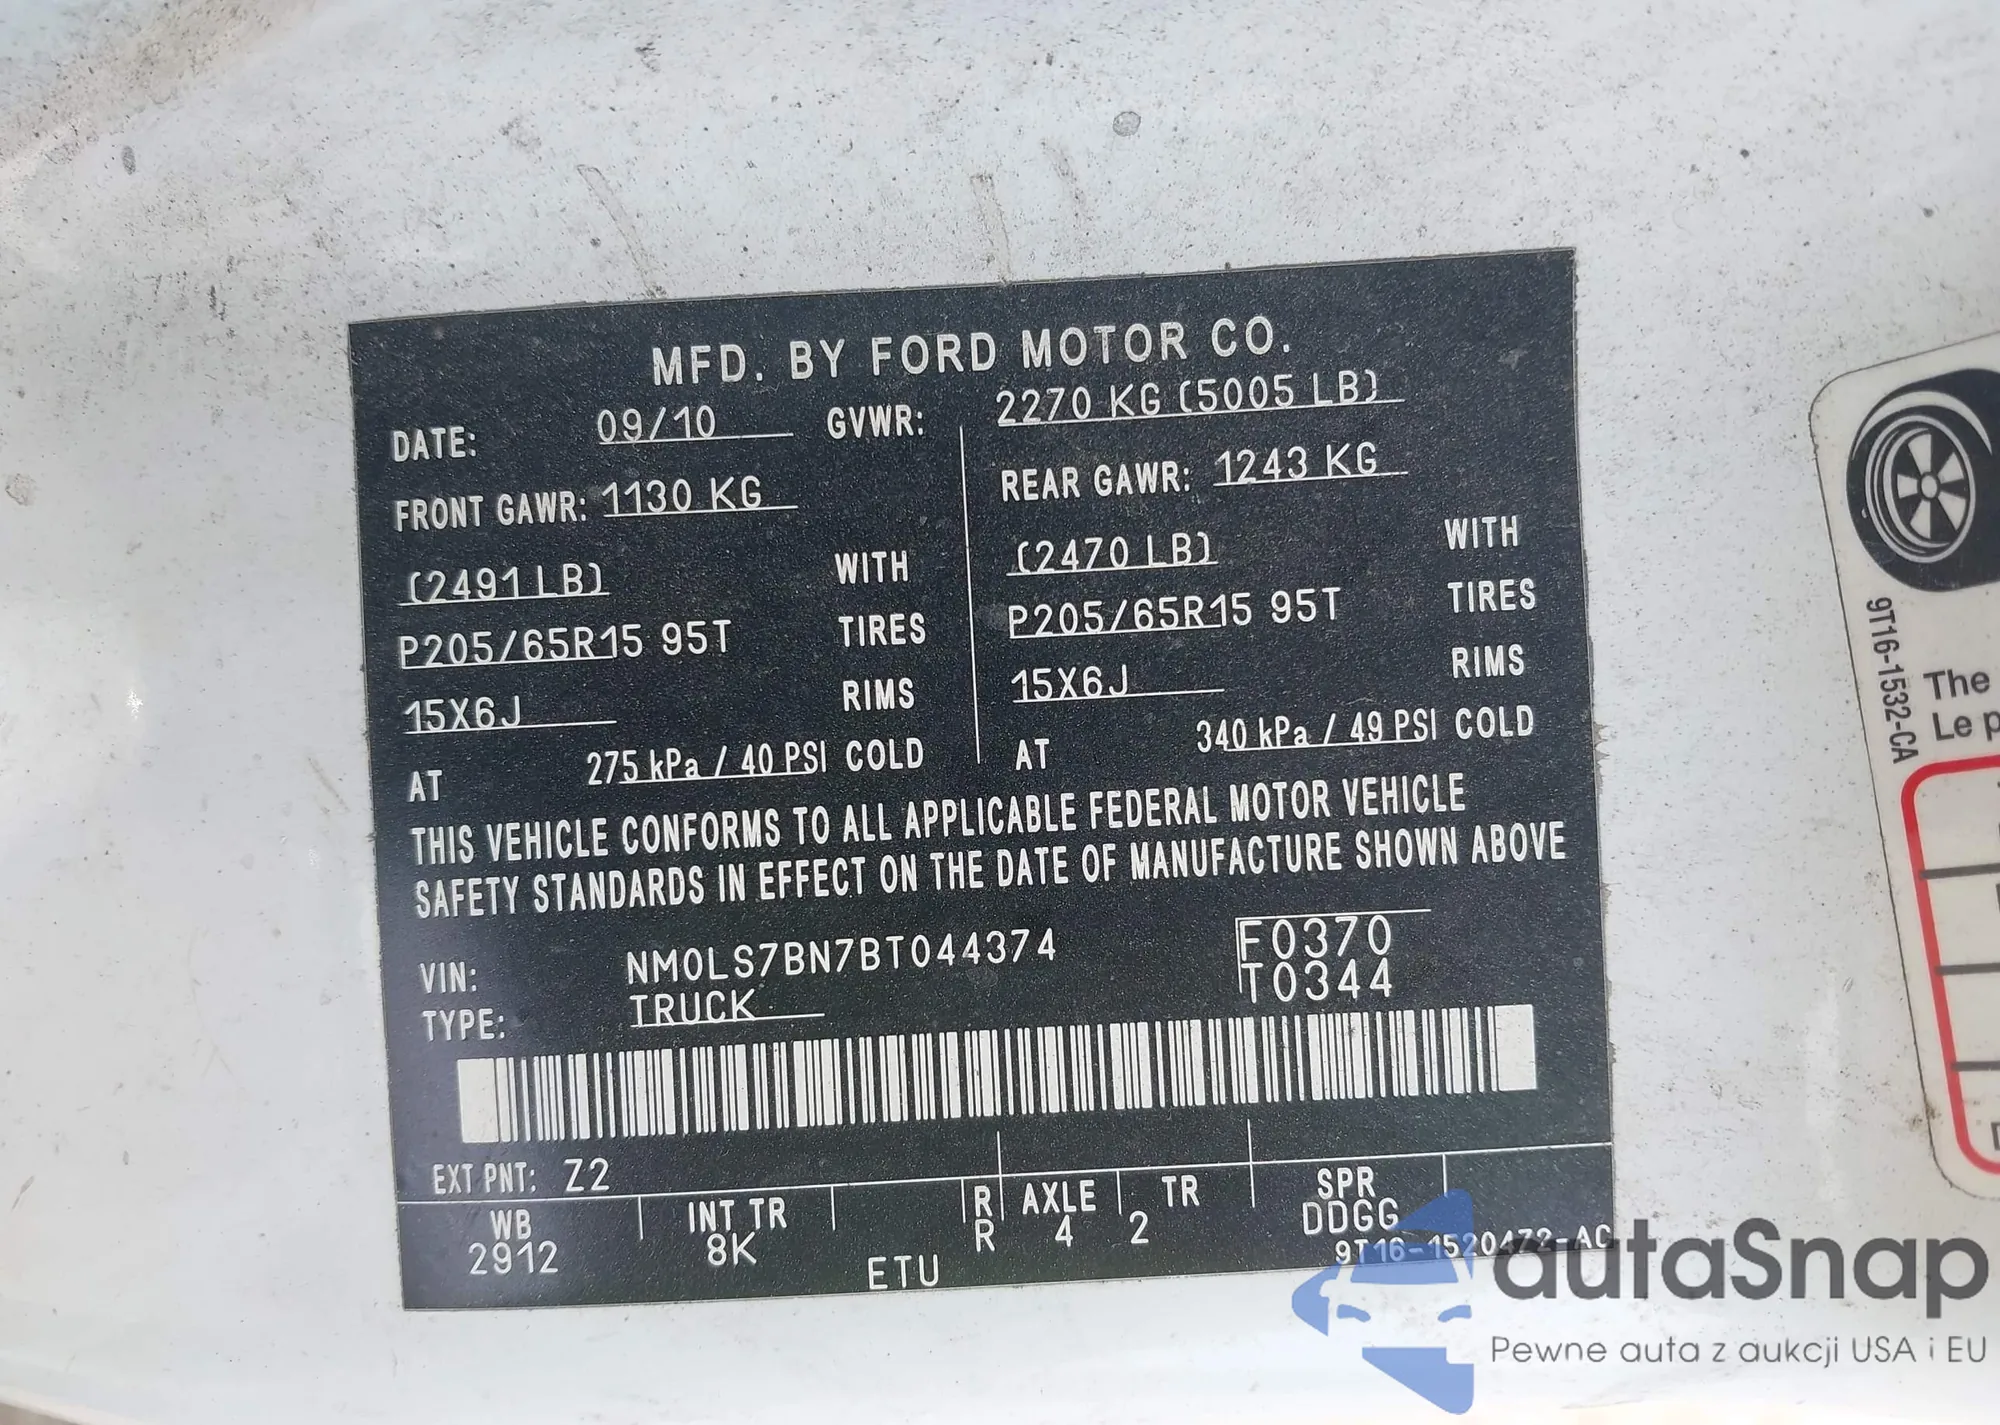 MFD. BY FORD MOTOR CO.
DATE: 09/10 GVWR: 2270 KG (5005 LB)
FRONT GAWR: 1130 KG REAR GAWR: 1243 KG
(2491 LB) WITH (2470 LB) WITH
P205/65R15 95T TIRES P205/65R15 95T TIRES
15X6J RIMS 15X6J RIMS
AT 275 kPa / 40 PSI COLD AT 340 kPa / 49 PSI COLD
THIS VEHICLE CONFORMS TO ALL APPLICABLE FEDERAL MOTOR VEHICLE
SAFETY STANDARDS IN EFFECT ON THE DATE OF MANUFACTURE SHOWN ABOVE
VIN: NM0LS7BN7BT044374 F0370
TYPE: TRUCK T0344
EXT PNT: Z2
WB INT TR R AXLE TR SPR
2912 8K R 4 2 DDGG
ETU 9T16-1520472-AC
9T16-1532-CA
The
Le p
autaSnap
Pewne auta z aukcji USA i EU